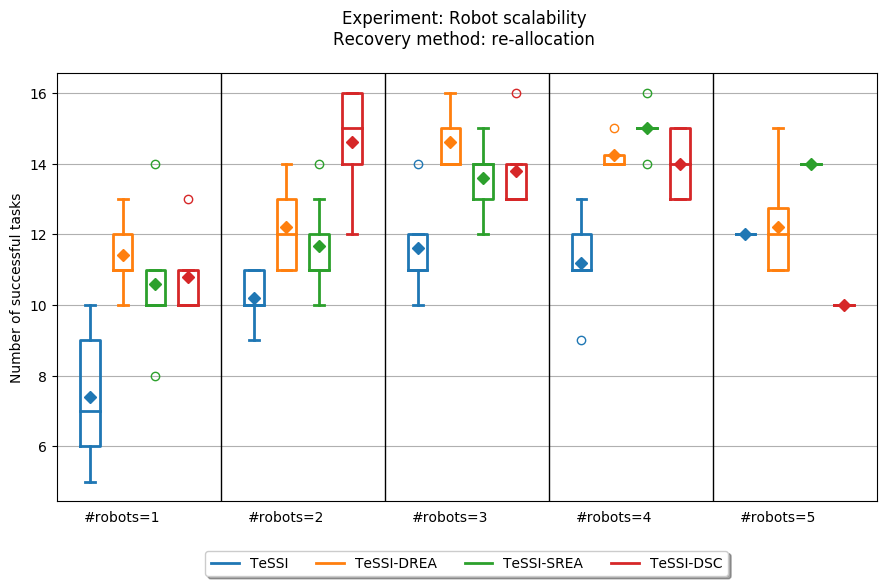 Experiment: Robot scalability
Recovery method: re-allocation
Number of successful tasks
16
14
12
10
8
6
#robots=1 #robots=2 #robots=3 #robots=4 #robots=5
TeSSI TeSSI-DREA TeSSI-SREA TeSSI-DSC